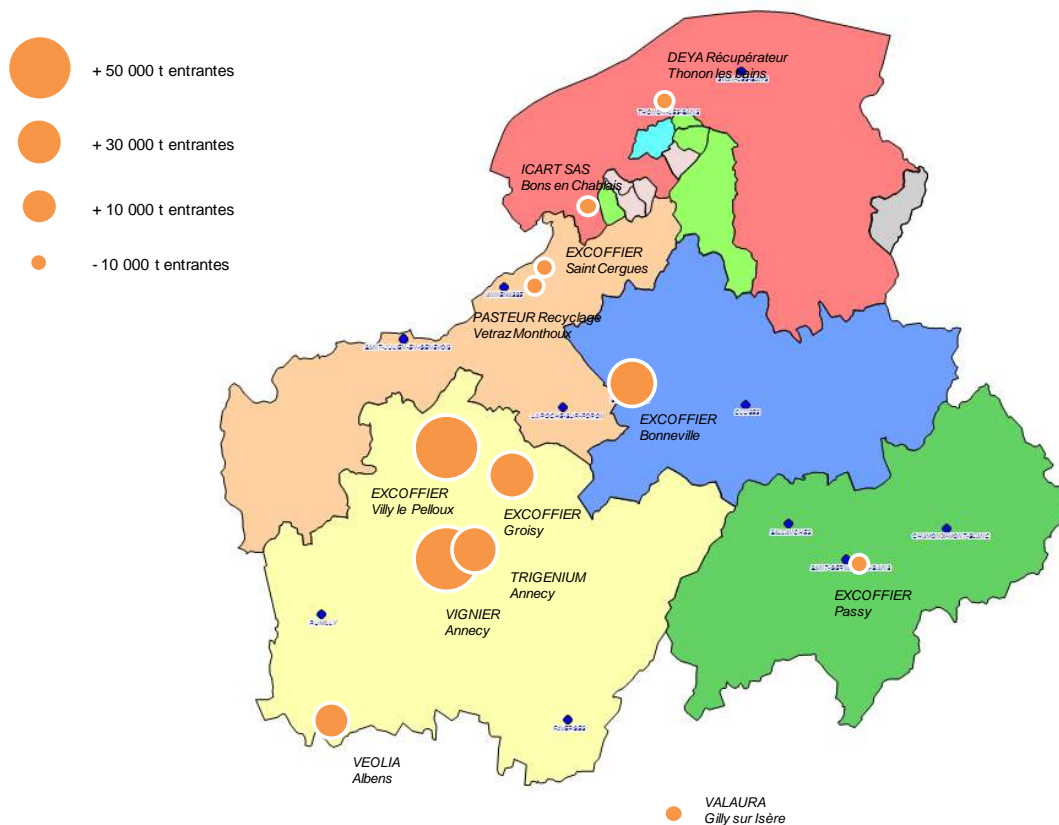 + 50 000 t entrantes
+ 30 000 t entrantes
+ 10 000 t entrantes
- 10 000 t entrantes
DEYA Récupérateur
Thonon les bains
ICART SAS
Bons en Chablais
EXCOFFIER
Saint Cergues
PASTEUR Recyclage
Vetraz Monthoux
EXCOFFIER
Bonneville
EXCOFFIER
Villy le Pelloux
EXCOFFIER
Groisy
TRIGENIUM
Annecy
VIGNIER
Annecy
EXCOFFIER
Passy
RUMILLY
VEOLIA
Albens
VALAURA
Gilly sur Isère